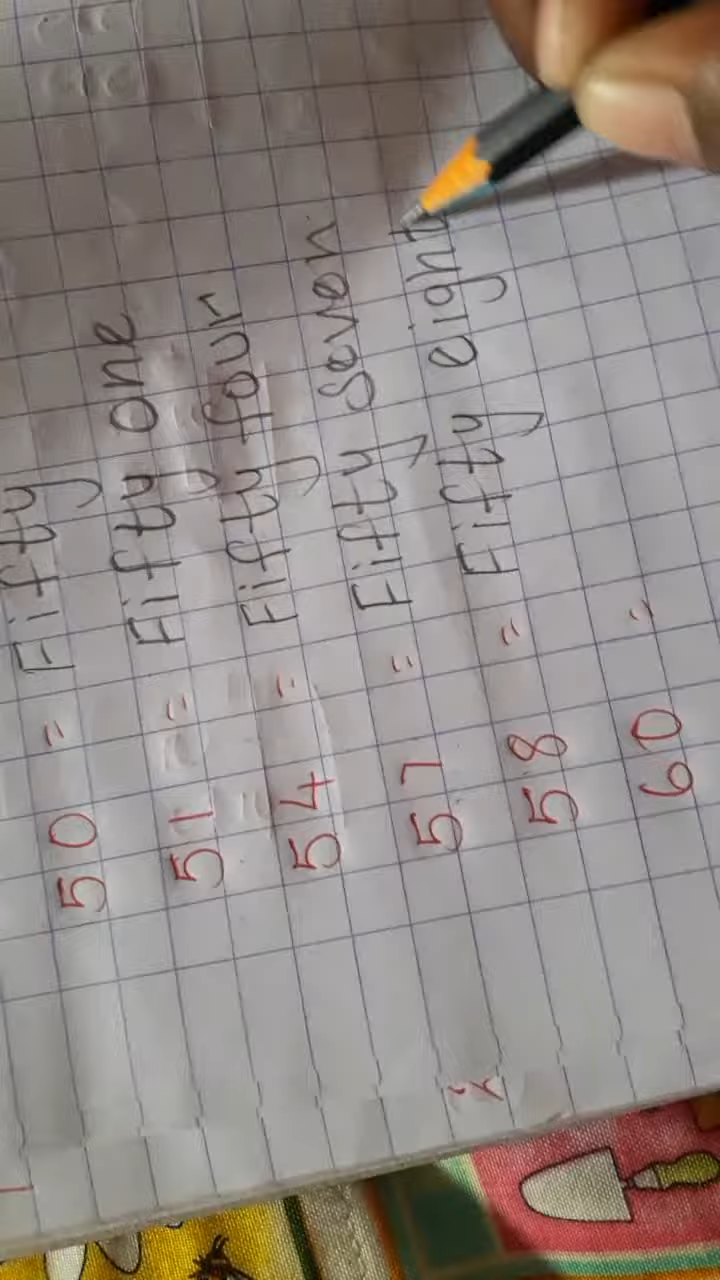 50 = Fifty
51 = Fifty one
54 = Fifty four
57 = Fifty seven
58 = Fifty eight
60 =